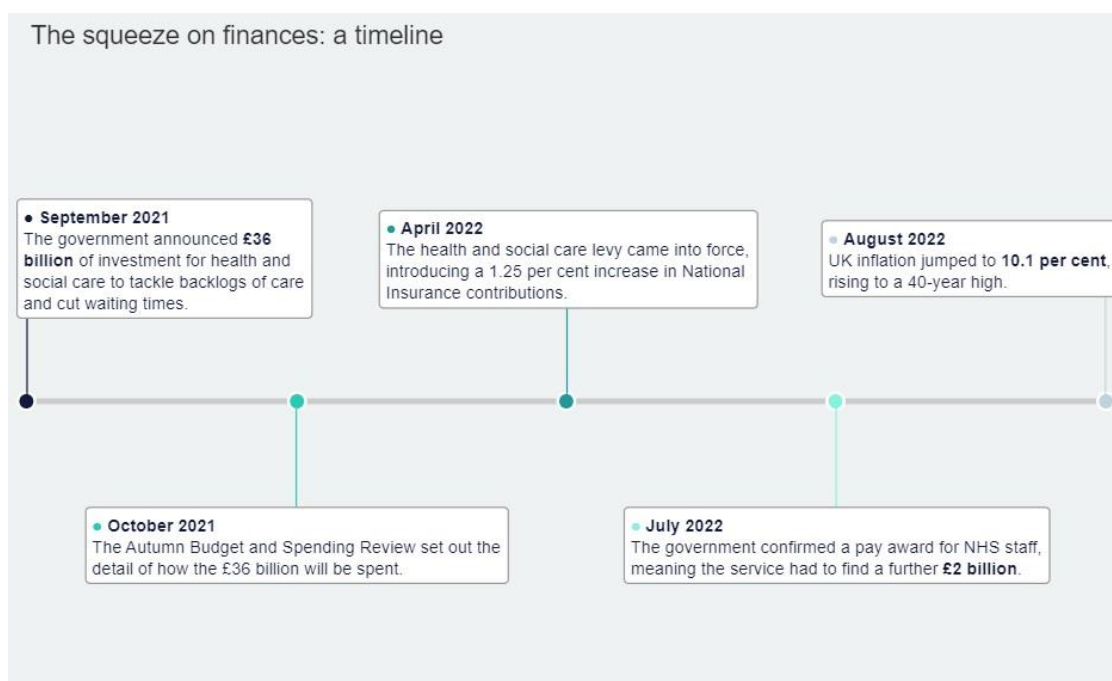 The squeeze on finances: a timeline
September 2021
The government announced £36
billion of investment for health and
social care to tackle backlogs of care
and cut waiting times.
October 2021
The Autumn Budget and Spending Review set out the
detail of how the £36 billion will be spent.
April 2022
The health and social care levy came into force,
introducing a 1.25 per cent increase in National
Insurance contributions.
July 2022
The government confirmed a pay award for NHS staff,
meaning the service had to find a further £2 billion.
August 2022
UK inflation jumped to 10.1 per cent,
rising to a 40-year high.